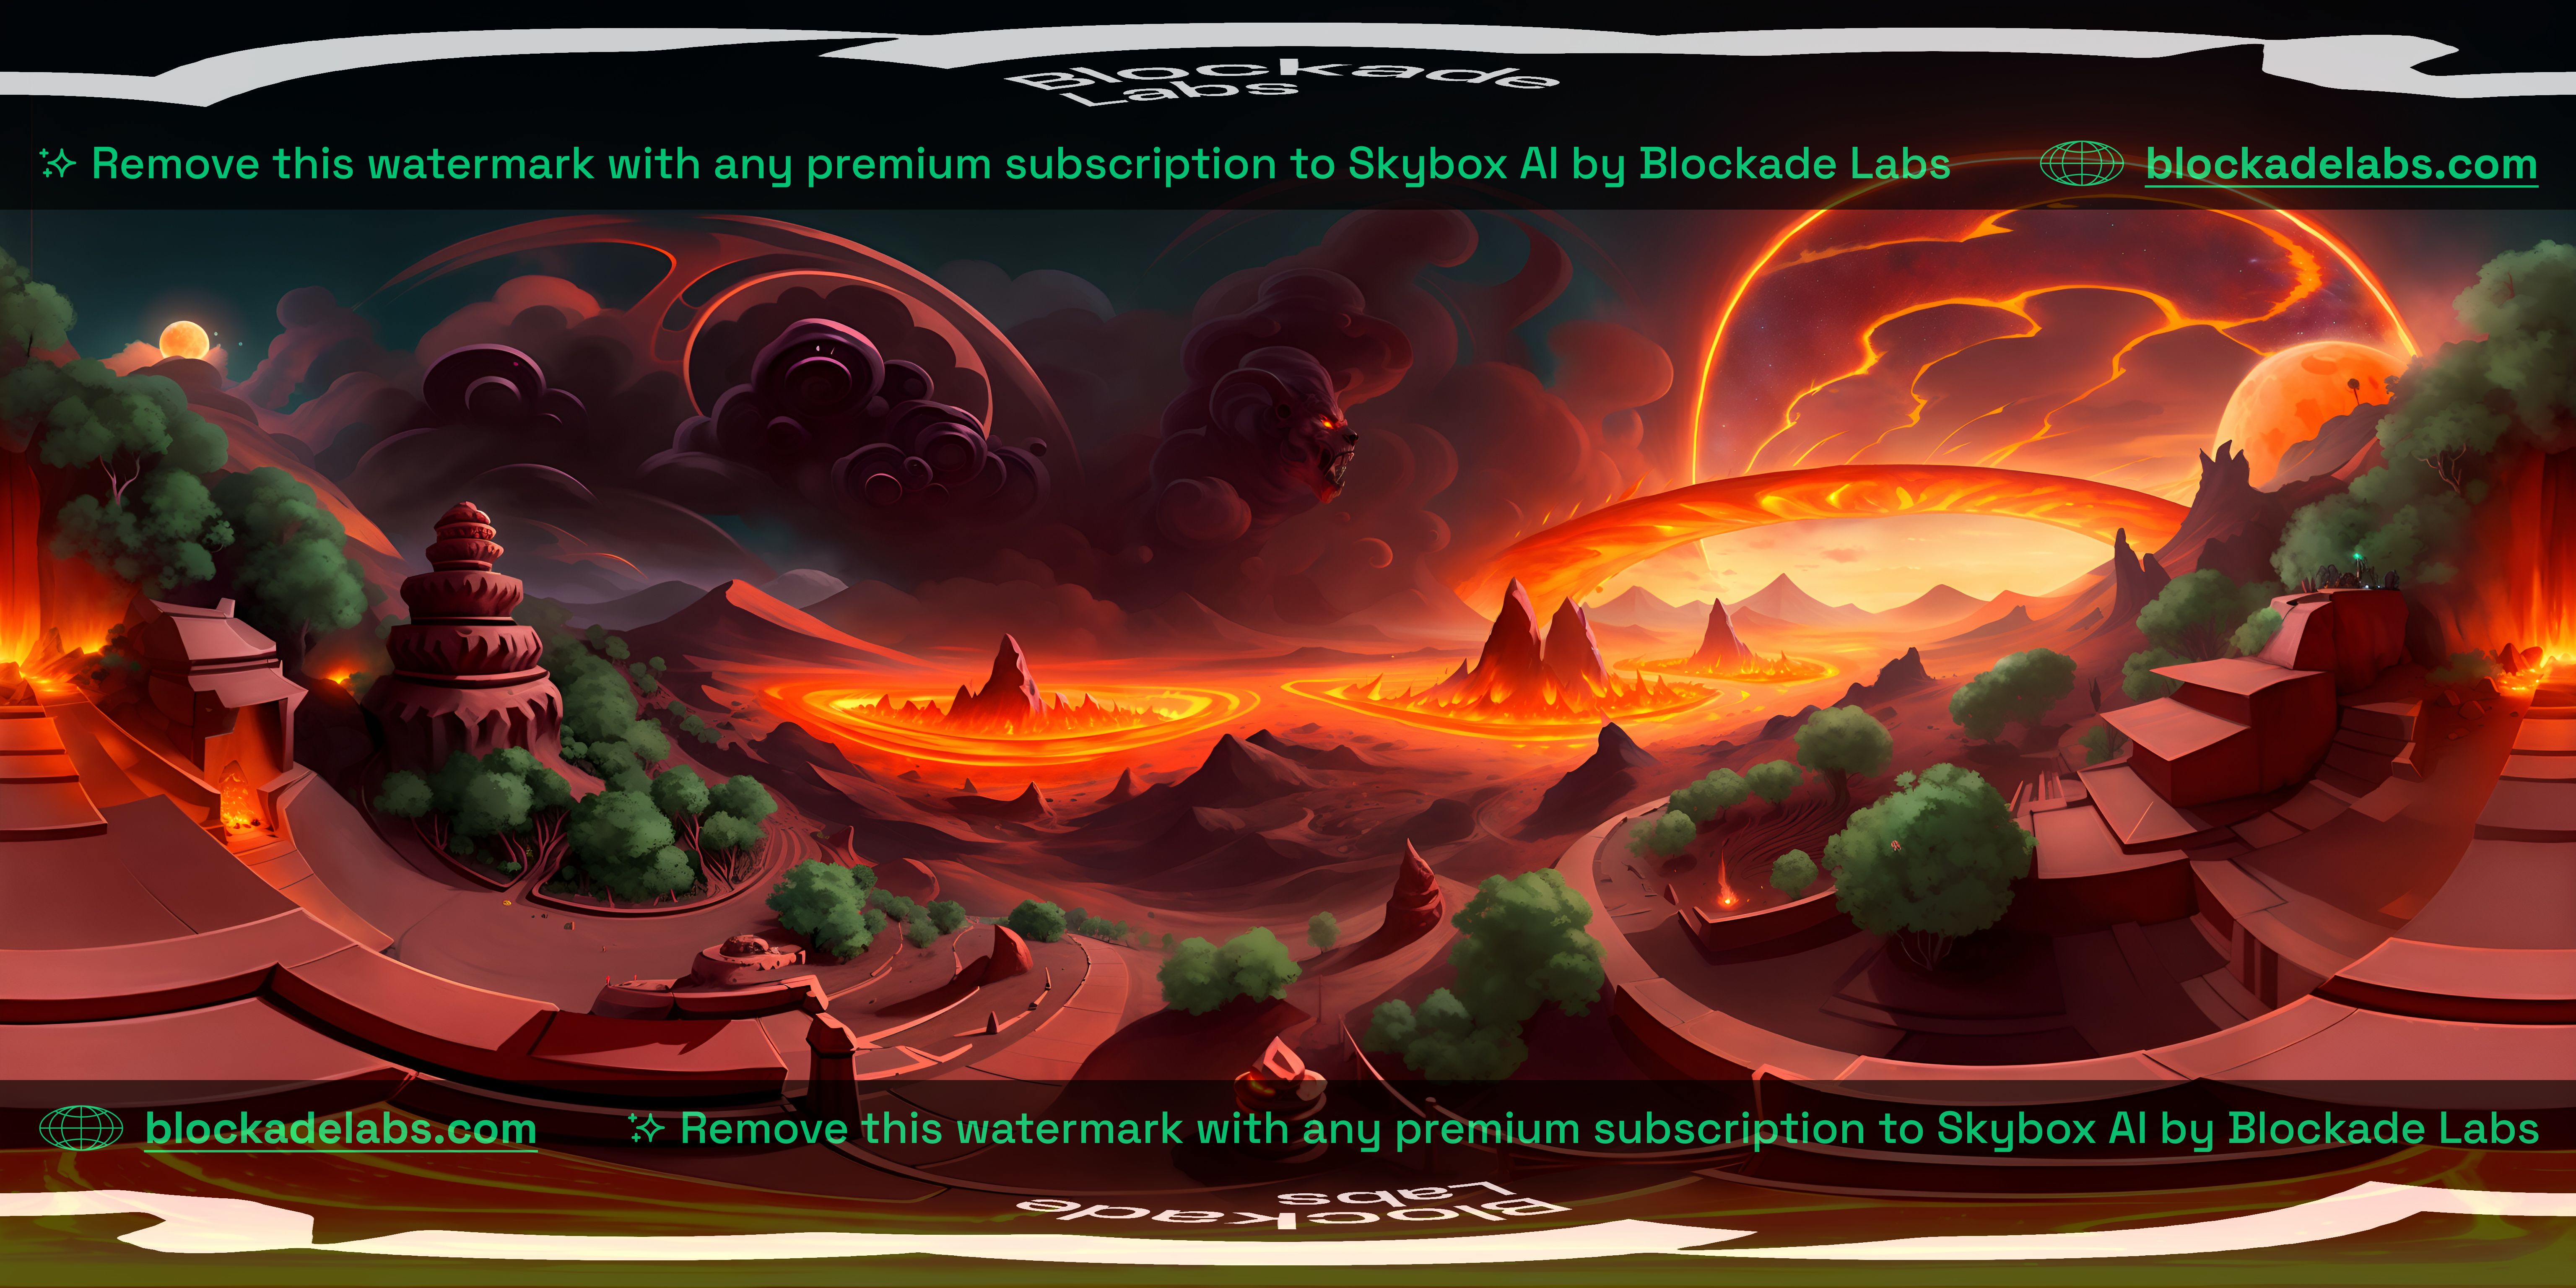 Blockade
Labs
Remove this watermark with any premium subscription to Skybox AI by Blockade Labs
blockadelabs.com
blockadelabs.com
Remove this watermark with any premium subscription to Skybox AI by Blockade Labs
Labs
Blockade